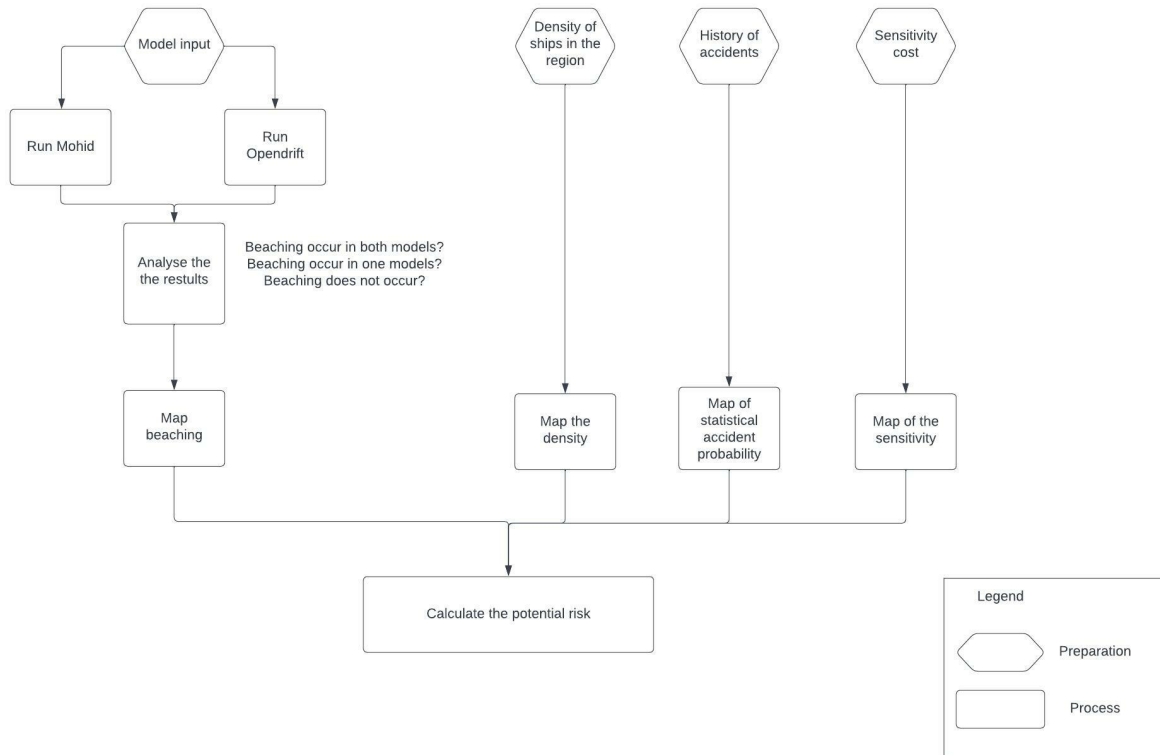 Model input
Density of
ships in the
region
History of
accidents
Sensitivity
cost
Run Mohid
Run
Opendrift
Analyse the
the restults
Beaching occur in both models?
Beaching occur in one models?
Beaching does not occur?
Map
beaching
Map the
density
Map of
statistical
accident
probability
Map of the
sensitivity
Calculate the potential risk
Legend
Preparation
Process